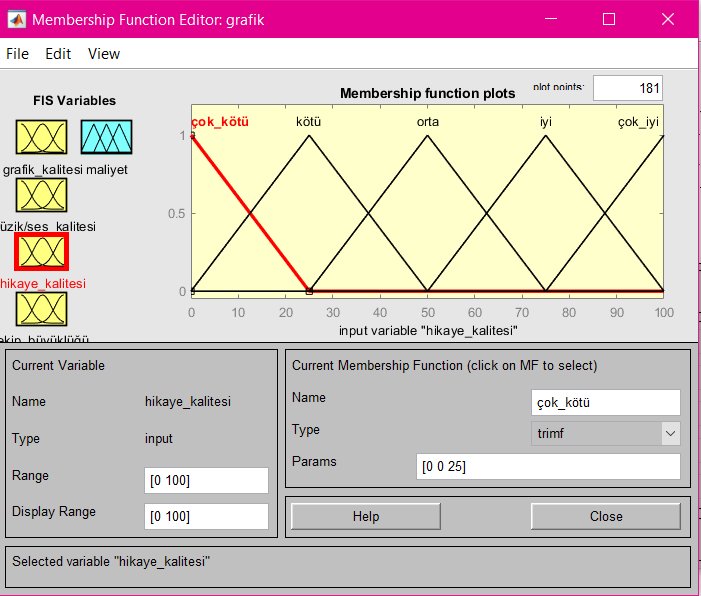 Membership Function Editor: grafik
File Edit View
FIS Variables
grafik_kalitesi maliyet
üzik/ses_kalitesi
hikaye_kalitesi
ekip_büyüklüğü
Membership function plots
plot points:
181
çok_kötü kötü orta iyi çok_iyi
1
0.5
0
0 10 20 30 40 50 60 70 80 90 100
input variable "hikaye_kalitesi"
Current Variable
Name hikaye_kalitesi
Type input
Range [0 100]
Display Range [0 100]
Current Membership Function (click on MF to select)
Name çok_kötü
Type trimf
Params [0 0 25]
Help Close
Selected variable "hikaye_kalitesi"